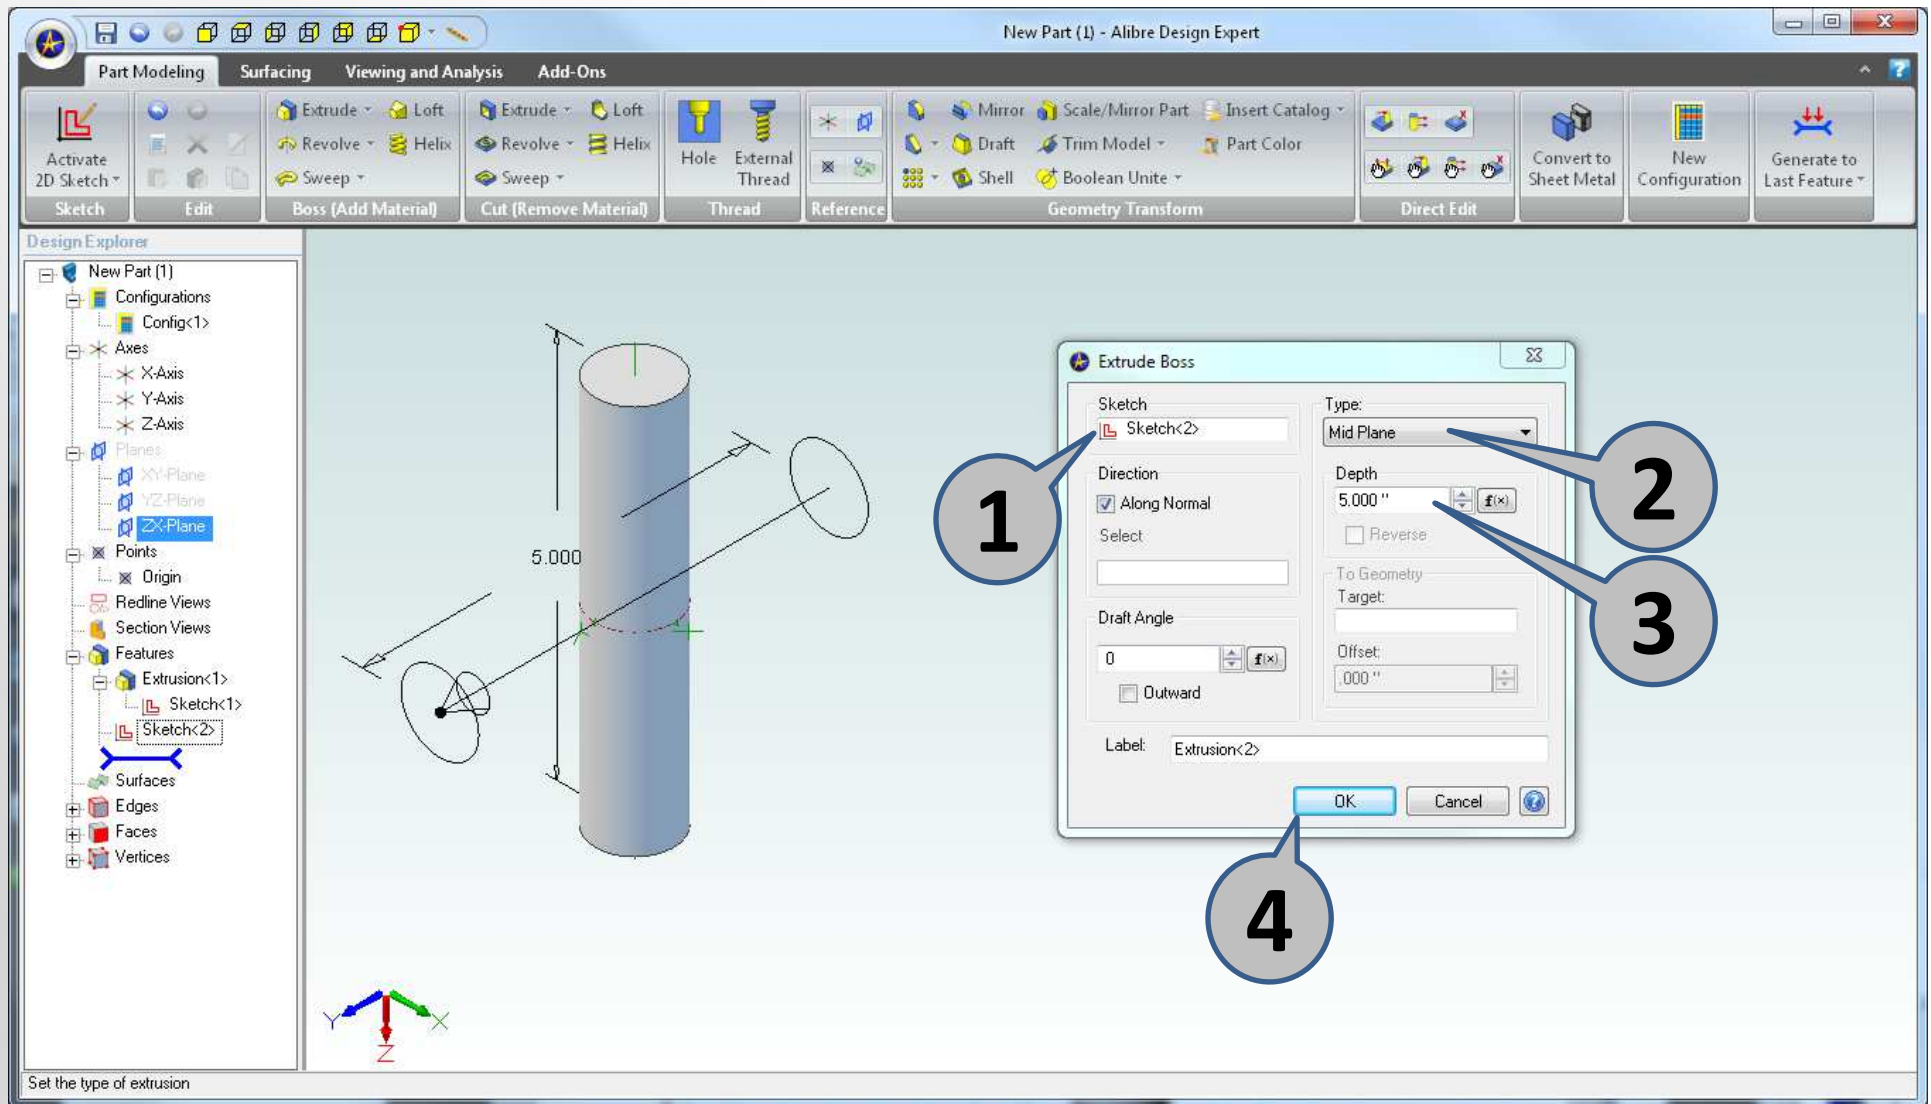 New Part (1) - Alibre Design Expert
Part Modeling Surfacing Viewing and Analysis Add-Ons
Activate 2D Sketch
Sketch
Edit
Extrude Loft
Revolve Helix
Sweep
Boss (Add Material)
Extrude Loft
Revolve Helix
Sweep
Cut (Remove Material)
Hole External Thread
Thread
Reference
Mirror Scale/Mirror Part Insert Catalog
Draft Trim Model Part Color
Shell Boolean Unite
Geometry Transform
Direct Edit
Convert to Sheet Metal
New Configuration
Generate to Last Feature
Design Explorer
New Part (1)
Configurations
Config<1>
Axes
X-Axis
Y-Axis
Z-Axis
Planes
XY-Plane
YZ-Plane
ZX-Plane
Points
Origin
Redline Views
Section Views
Features
Extrusion<1>
Sketch<1>
Sketch<2>
Surfaces
Edges
Faces
Vertices
5.000
Y
X
Z
Extrude Boss
Sketch
Sketch<2>
Direction
Along Normal
Select
Draft Angle
0 f(x)
Outward
Type:
Mid Plane
Depth
5.000 " f(x)
Reverse
To Geometry
Target:
Offset:
.000 "
Label: Extrusion<2>
OK Cancel
1
2
3
4
Set the type of extrusion